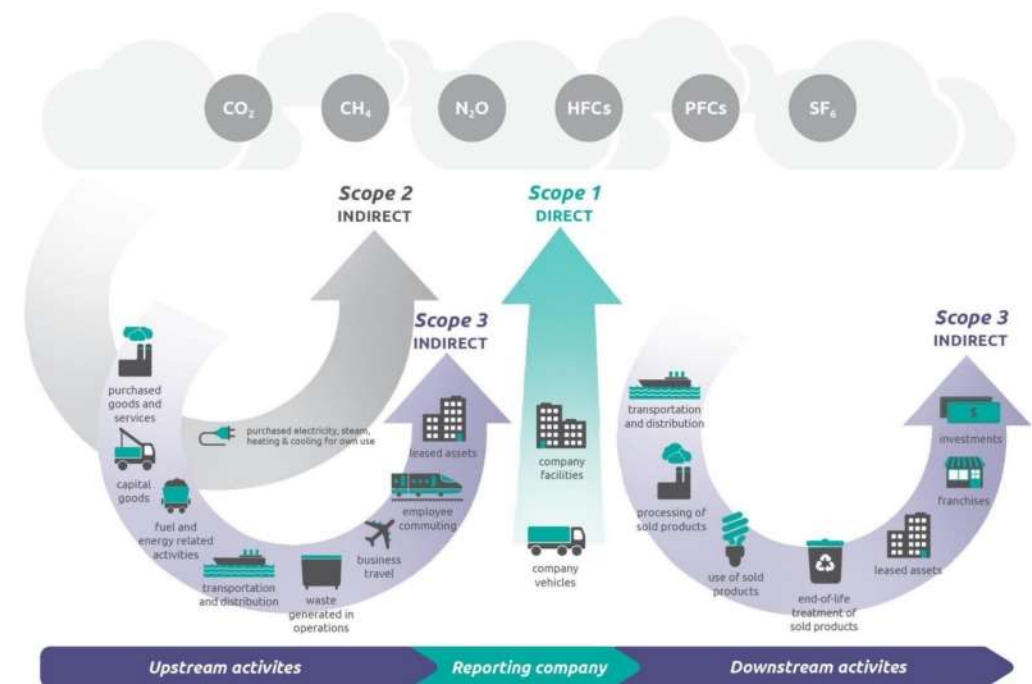 CO₂
CH₄
N₂O
HFCs
PFCs
SF₆
Scope 2
INDIRECT
Scope 1
DIRECT
Scope 3
INDIRECT
Scope 3
INDIRECT
purchased
goods and
services
capital
goods
fuel and
energy related
activities
transportation
and distribution
waste
generated in
operations
business
travel
employee
commuting
leased assets
purchased electricity, steam,
heating & cooling for own use
company
facilities
company
vehicles
transportation
and distribution
processing of
sold products
use of sold
products
end-of-life
treatment of
sold products
leased assets
franchises
investments
$
Upstream activites
Reporting company
Downstream activites